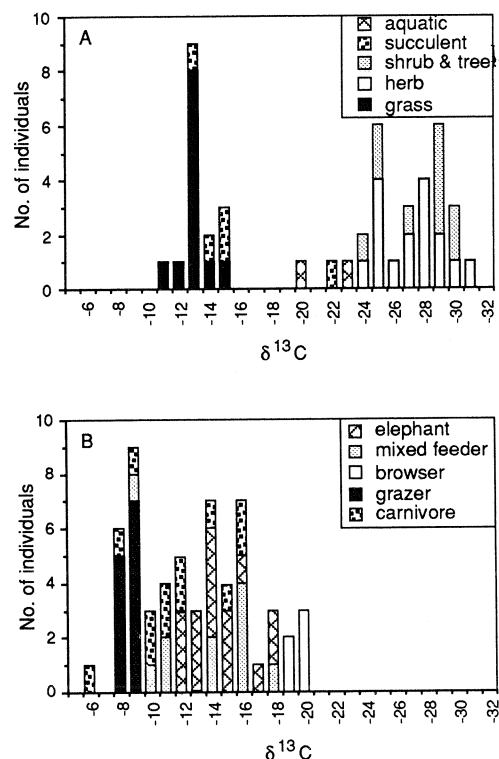 A
aquatic
succulent
shrub & tree
herb
grass
No. of individuals
10
8
6
4
2
0
-6 -8 -10 -12 -14 -16 -18 -20 -22 -24 -26 -28 -30 -32
δ 13 C
B
elephant
mixed feeder
browser
grazer
carnivore
No. of individuals
10
8
6
4
2
0
-6 -8 -10 -12 -14 -16 -18 -20 -22 -24 -26 -28 -30 -32
δ 13 C